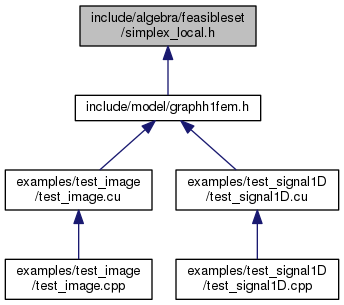 include/algebra/feasibleset
/simplex_local.h
include/model/graphh1fem.h
examples/test_image
/test_image.cu
examples/test_signal1D
/test_signal1D.cu
examples/test_image
/test_image.cpp
examples/test_signal1D
/test_signal1D.cpp